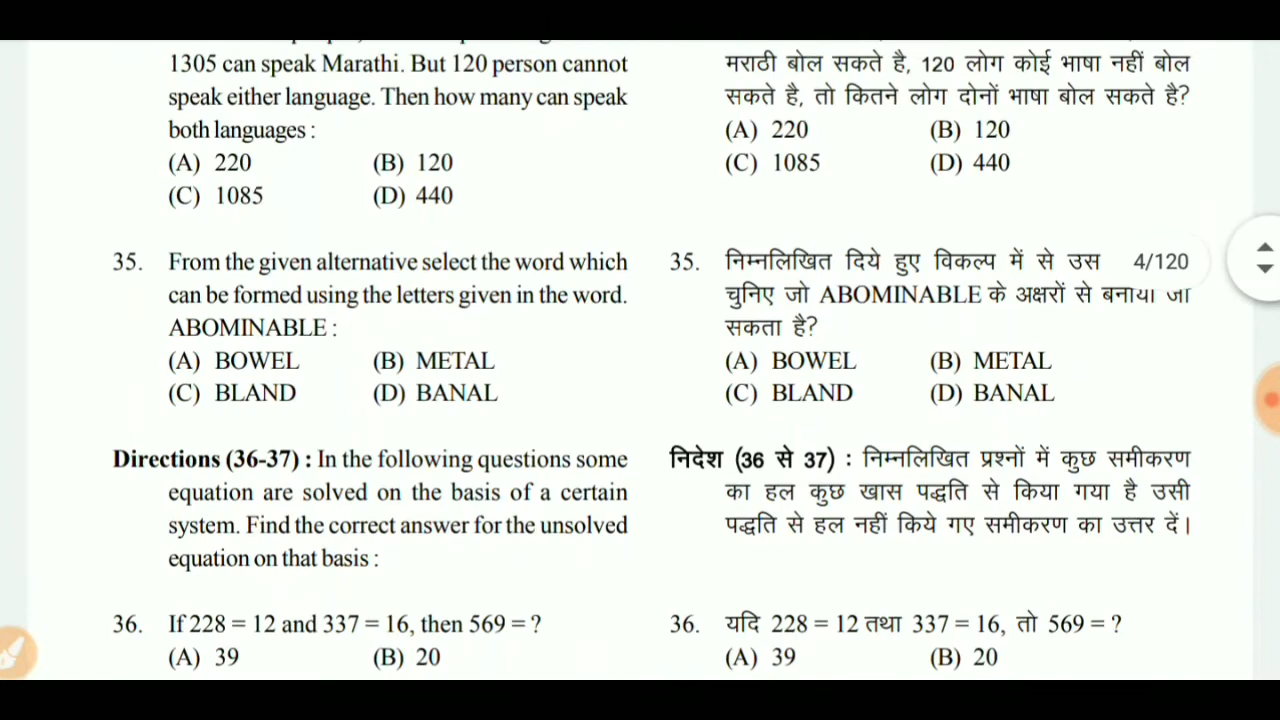 1305 can speak Marathi. But 120 person cannot
speak either language. Then how many can speak
both languages :
(A) 220 (B) 120
(C) 1085 (D) 440
35. From the given alternative select the word which
can be formed using the letters given in the word.
ABOMINABLE :
(A) BOWEL (B) METAL
(C) BLAND (D) BANAL
Directions (36-37) : In the following questions some
equation are solved on the basis of a certain
system. Find the correct answer for the unsolved
equation on that basis :
36. If 228 = 12 and 337 = 16, then 569 = ?
(A) 39 (B) 20
मराठी बोल सकते है, 120 लोग कोई भाषा नहीं बोल
सकते है, तो कितने लोग दोनों भाषा बोल सकते है?
(A) 220 (B) 120
(C) 1085 (D) 440
35. निम्नलिखित दिये हुए विकल्प में से उस 4/120
चुनिए जो ABOMINABLE के अक्षरों से बनाया जा
सकता है?
(A) BOWEL (B) METAL
(C) BLAND (D) BANAL
निदेश (36 से 37) : निम्नलिखित प्रश्नों में कुछ समीकरण
का हल कुछ खास पद्धति से किया गया है उसी
पद्धति से हल नहीं किये गए समीकरण का उत्तर दें।
36. यदि 228 = 12 तथा 337 = 16, तो 569 = ?
(A) 39 (B) 20